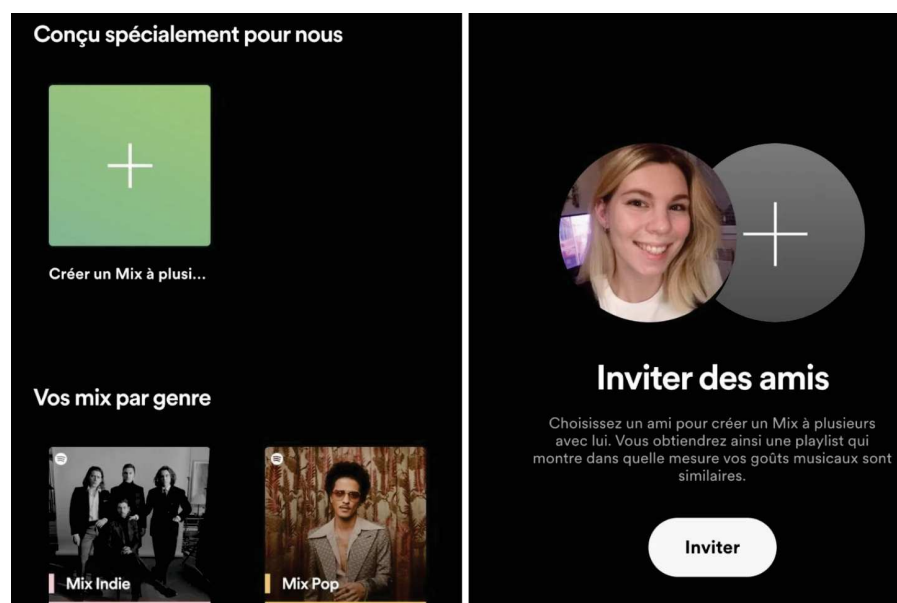 Conçu spécialement pour nous
Créer un Mix à plusi...
Vos mix par genre
Mix Indie
Mix Pop
Inviter des amis
Choisissez un ami pour créer un Mix à plusieurs
avec lui. Vous obtiendrez ainsi une playlist qui
montre dans quelle mesure vos goûts musicaux sont
similaires.
Inviter